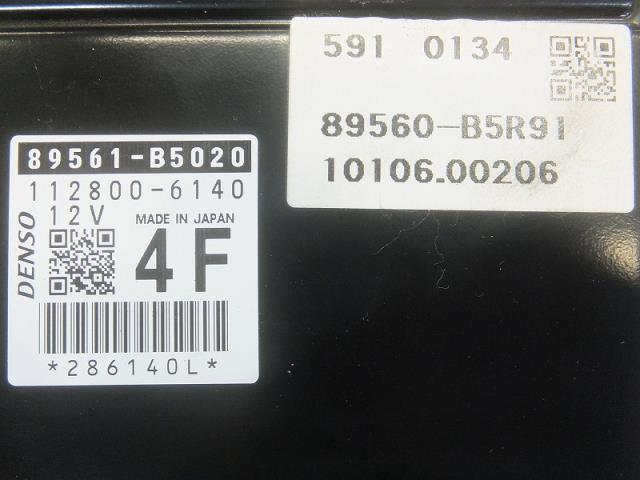 591 0134
89560-B5R91
10106.00206
89561-B5020
112800-6140
12V
MADE IN JAPAN
DENSO
4F
*286140L*